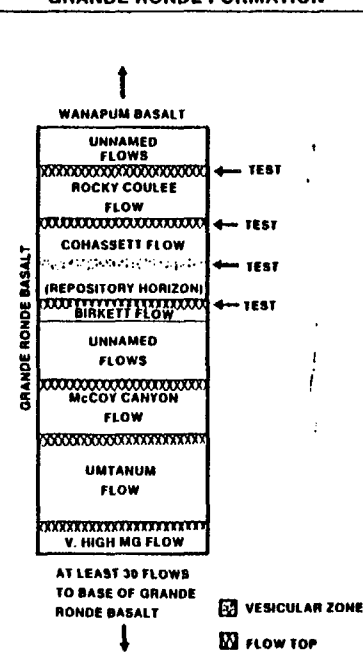 GRANDE RONDE FORMATION
WANAPUM BASALT
UNNAMED
FLOWS
TEST
ROCKY COULEE
FLOW
TEST
COHASSETT FLOW
TEST
(REPOSITORY HORIZON)
TEST
BIRKETT FLOW
UNNAMED
FLOWS
McCOY CANYON
FLOW
UMTANUM
FLOW
V. HIGH MG FLOW
GRANDE RONDE BASALT
AT LEAST 30 FLOWS
TO BASE OF GRANDE
RONDE BASALT
VESICULAR ZONE
FLOW TOP